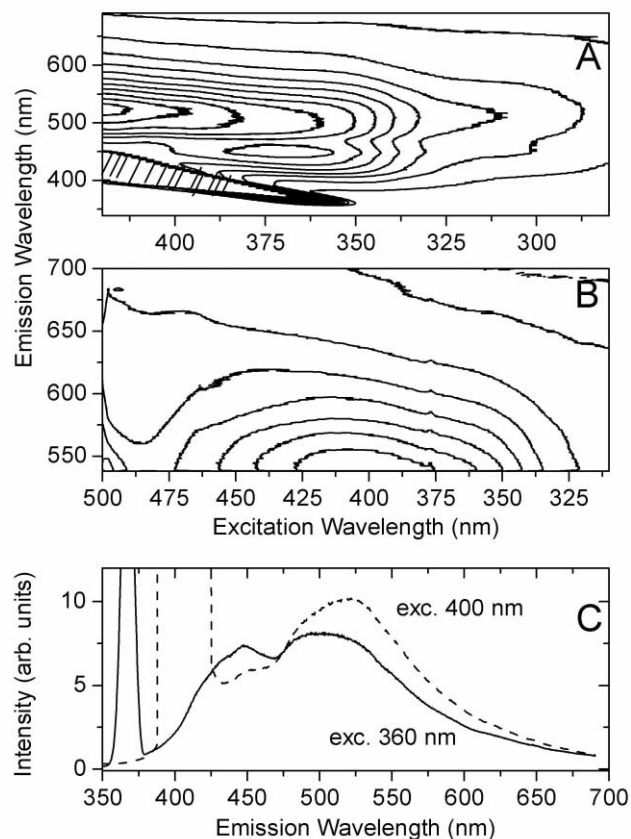 A
600
500
400
400 375 350 325 300
Emission Wavelength (nm)
B
700
650
600
550
500 475 450 425 400 375 350 325
Excitation Wavelength (nm)
C
10
5
0
Intensity (arb. units)
exc. 400 nm
exc. 360 nm
350 400 450 500 550 600 650 700
Emission Wavelength (nm)